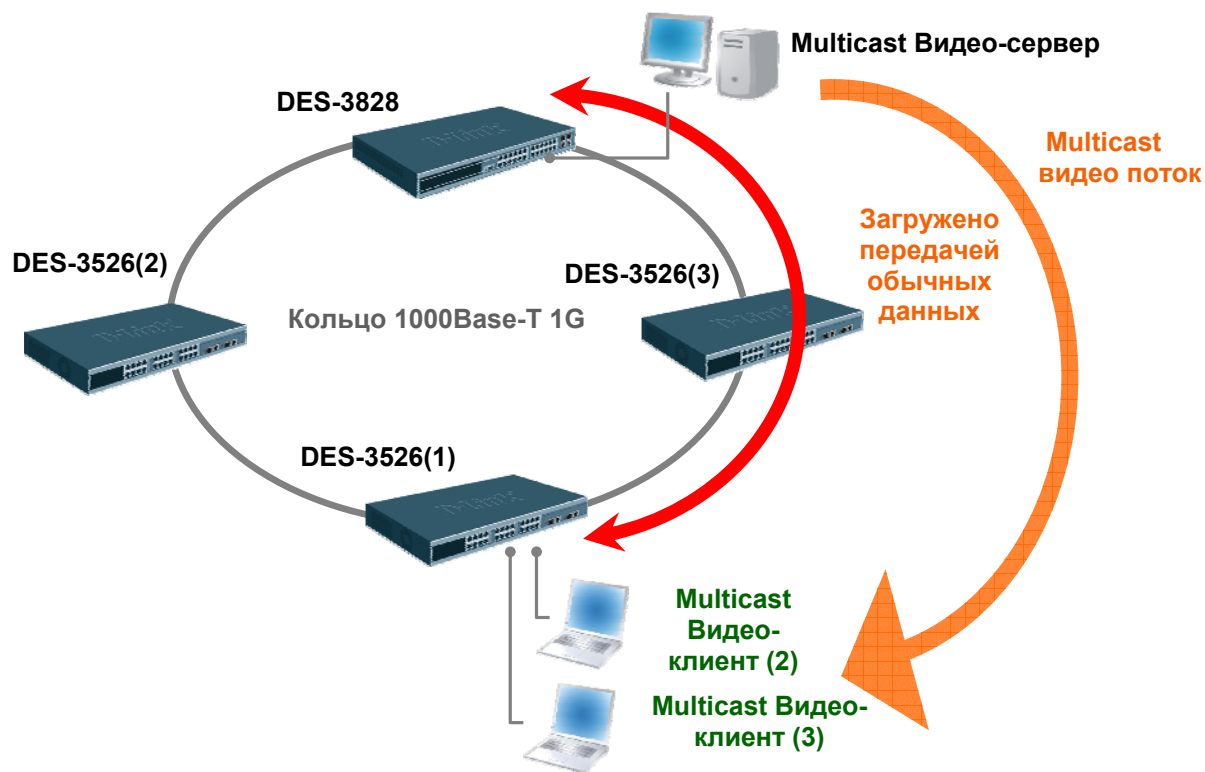 Multicast Видео-сервер
DES-3828
Multicast
видео поток
Загружено
передачей
обычных
данных
DES-3526(2)
DES-3526(3)
Кольцо 1000Base-T 1G
DES-3526(1)
Multicast
Видео-
клиент (2)
Multicast Видео-
клиент (3)